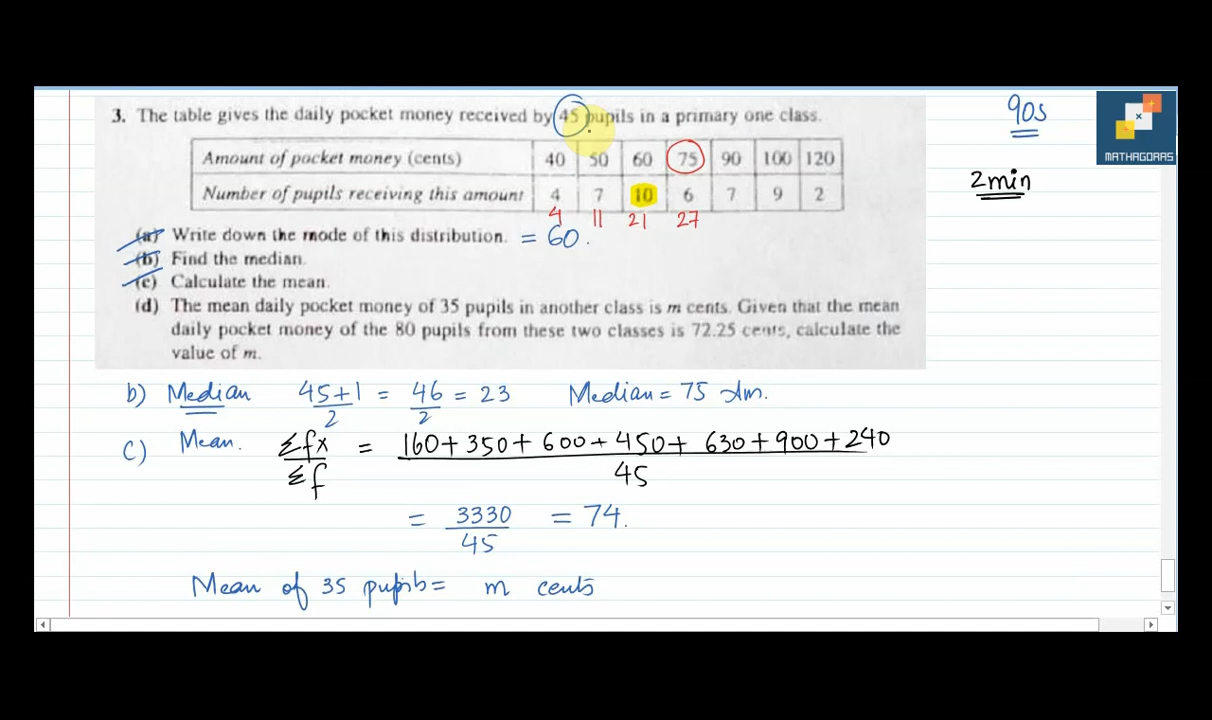 90s
MATHAGORAS
2min
3. The table gives the daily pocket money received by 45 pupils in a primary one class.
Amount of pocket money (cents) 40 50 60 75 90 100 120
Number of pupils receiving this amount 4 7 10 6 7 9 2
4 11 21 27
(a) Write down the mode of this distribution. = 60.
(b) Find the median.
(c) Calculate the mean.
(d) The mean daily pocket money of 35 pupils in another class is m cents. Given that the mean
daily pocket money of the 80 pupils from these two classes is 72.25 cents, calculate the
value of m.
b) Median 45+1/2 = 46/2 = 23 Median = 75 Am.
c) Mean. Σfx/Σf = 160+350+600+450+630+900+240/45
= 3330/45 = 74.
Mean of 35 pupils = m cents